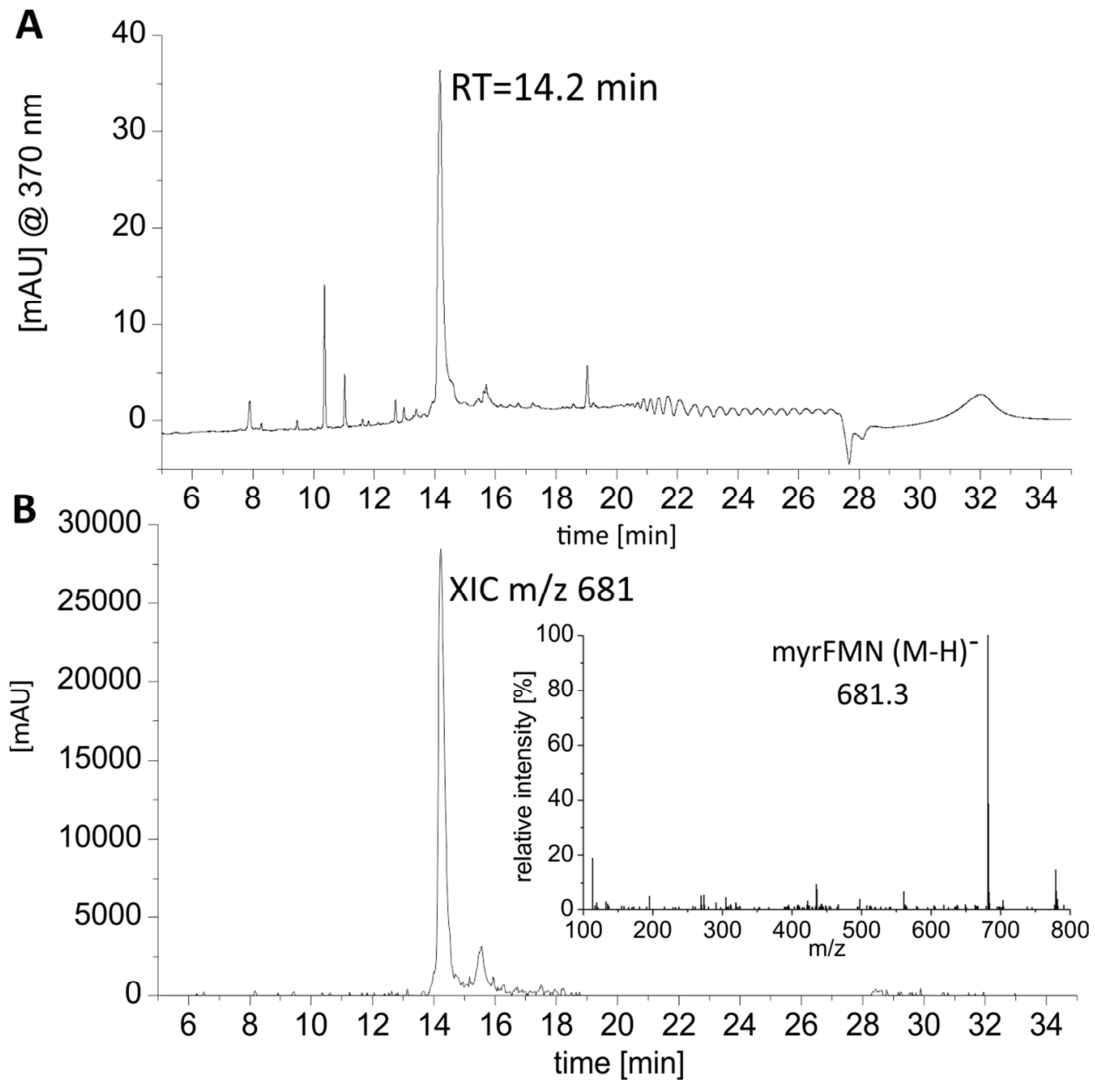 A
[mAU] @ 370 nm
40
30
20
10
0
RT=14.2 min
6 8 10 12 14 16 18 20 22 24 26 28 30 32 34
time [min]
B
[mAU]
30000
25000
20000
15000
10000
5000
0
XIC m/z 681
relative intensity [%]
100
80
60
40
20
0
myrFMN (M-H)⁻
681.3
100 200 300 400 500 600 700 800
m/z
6 8 10 12 14 16 18 20 22 24 26 28 30 32 34
time [min]